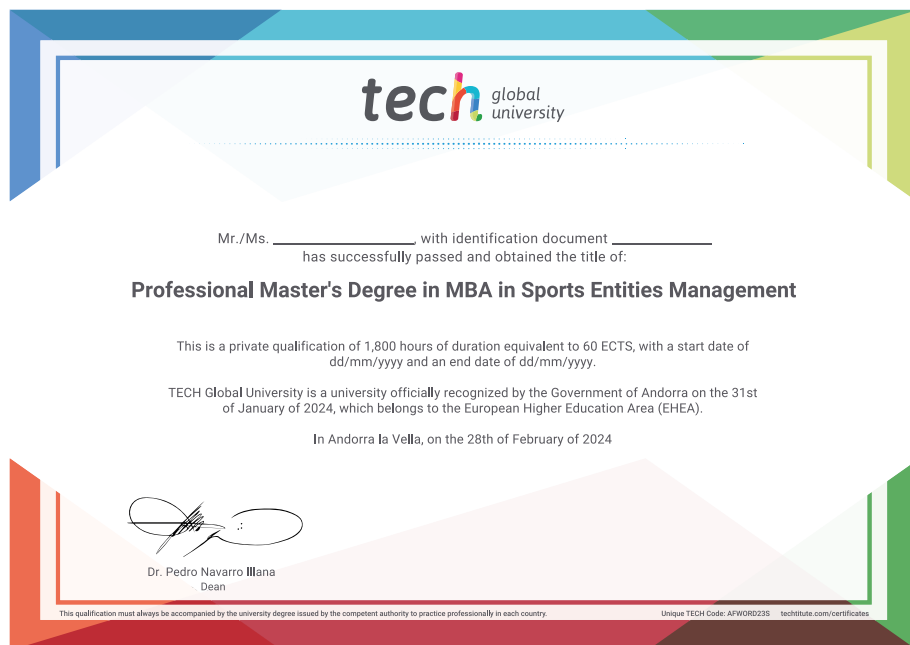 tech global university
Mr./Ms. ____________, with identification document ____________
has successfully passed and obtained the title of:
Professional Master's Degree in MBA in Sports Entities Management
This is a private qualification of 1,800 hours of duration equivalent to 60 ECTS, with a start date of
dd/mm/yyyy and an end date of dd/mm/yyyy.
TECH Global University is a university officially recognized by the Government of Andorra on the 31st
of January of 2024, which belongs to the European Higher Education Area (EHEA).
In Andorra la Vella, on the 28th of February of 2024
Dr. Pedro Navarro Illana
Dean
This qualification must always be accompanied by the university degree issued by the competent authority to practice professionally in each country.
Unique TECH Code: AFWORD23S techtitute.com/certificates